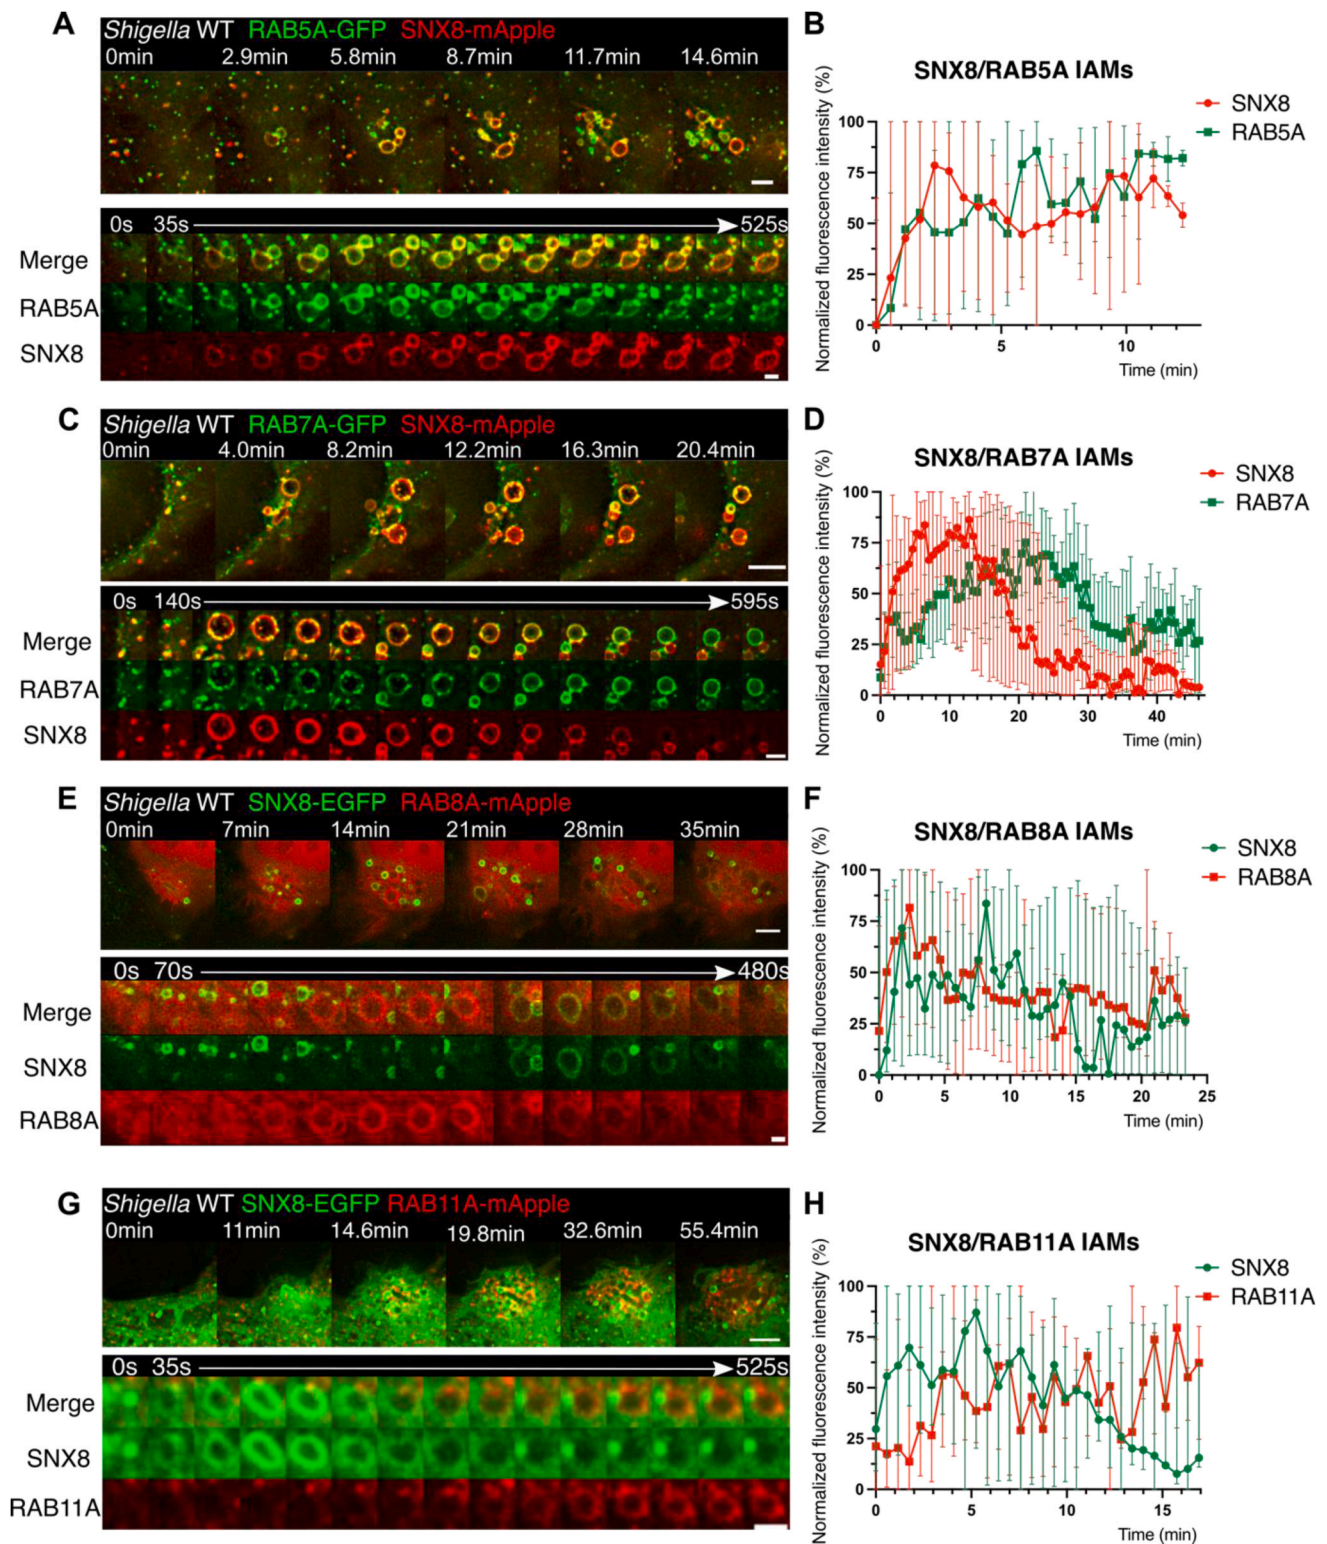 A
Shigella WT RAB5A-GFP SNX8-mApple
0min 2.9min 5.8min 8.7min 11.7min 14.6min
0s 35s 525s
Merge
RAB5A
SNX8
B
SNX8/RAB5A IAMs
SNX8
RAB5A
Normalized fluorescence intensity (%)
100
75
50
25
0
0 5 10
Time (min)
C
Shigella WT RAB7A-GFP SNX8-mApple
0min 4.0min 8.2min 12.2min 16.3min 20.4min
0s 140s 595s
Merge
RAB7A
SNX8
D
SNX8/RAB7A IAMs
SNX8
RAB7A
Normalized fluorescence intensity (%)
100
75
50
25
0
0 10 20 30 40
Time (min)
E
Shigella WT SNX8-EGFP RAB8A-mApple
0min 7min 14min 21min 28min 35min
0s 70s 480s
Merge
SNX8
RAB8A
F
SNX8/RAB8A IAMs
SNX8
RAB8A
Normalized fluorescence intensity (%)
100
75
50
25
0
0 5 10 15 20 25
Time (min)
G
Shigella WT SNX8-EGFP RAB11A-mApple
0min 11min 14.6min 19.8min 32.6min 55.4min
0s 35s 525s
Merge
SNX8
RAB11A
H
SNX8/RAB11A IAMs
SNX8
RAB11A
Normalized fluorescence intensity (%)
100
75
50
25
0
0 5 10 15
Time (min)